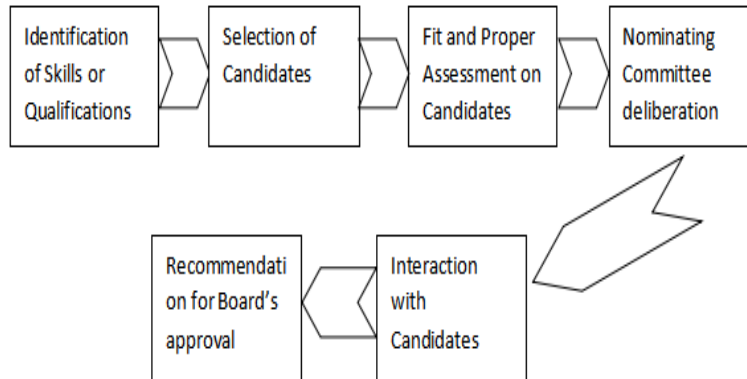 Identification
of Skills or
Qualifications
Selection of
Candidates
Fit and Proper
Assessment on
Candidates
Nominating
Committee
deliberation
Interaction
with
Candidates
Recommendati
on for Board's
approval